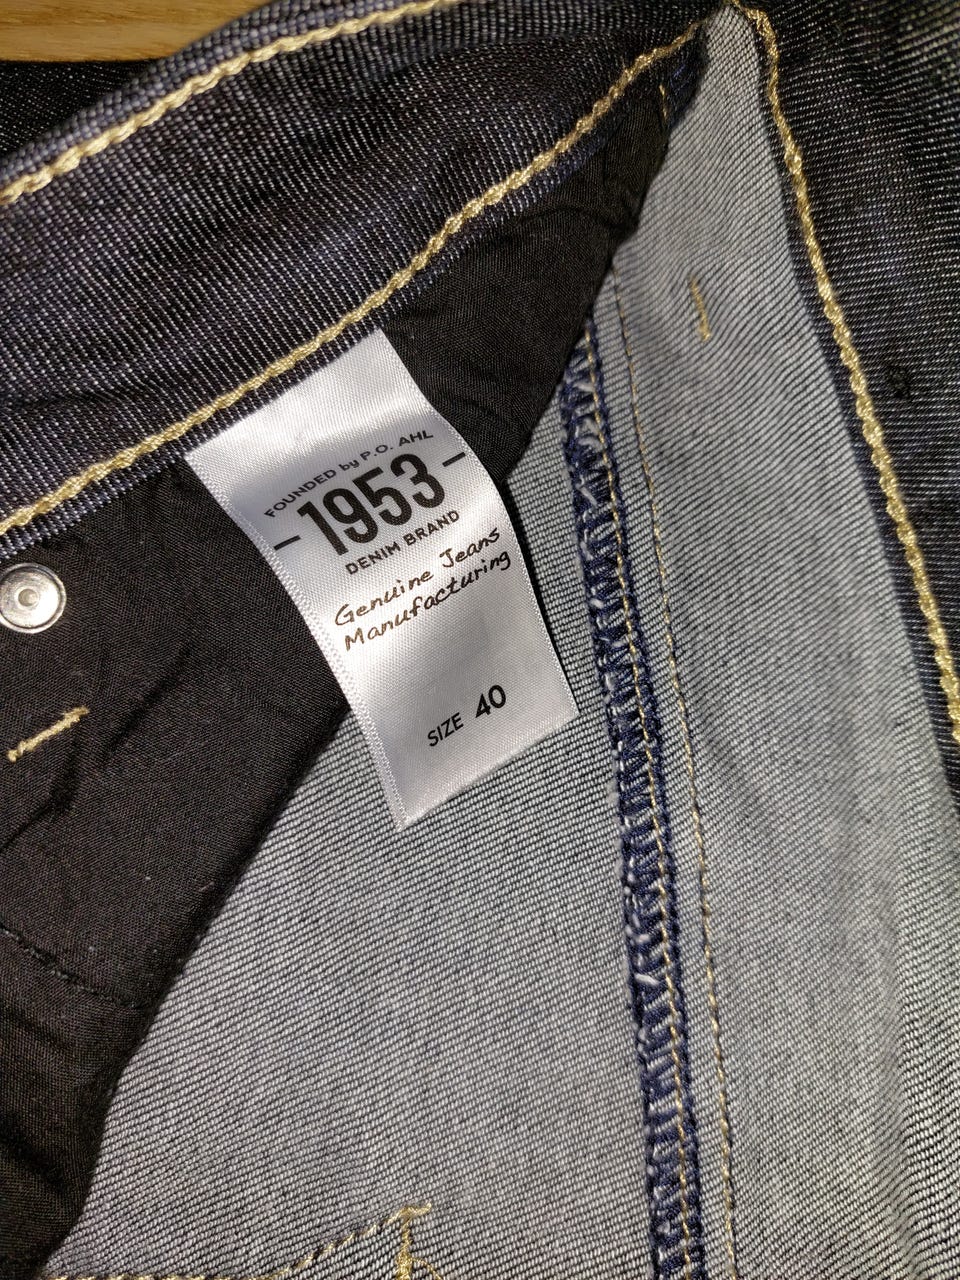 FOUNDED by P.O. AHL
1953
DENIM BRAND
Genuine Jeans
Manufacturing
SIZE 40